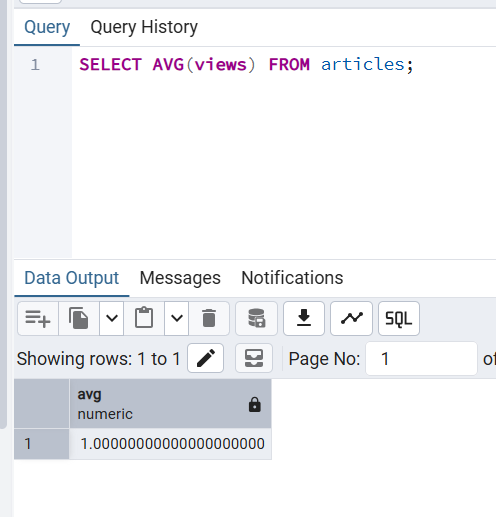 Query Query History
1 SELECT AVG(views) FROM articles;
Data Output Messages Notifications
SQL
Showing rows: 1 to 1 Page No: 1 of
avg
numeric
1 1.00000000000000000000